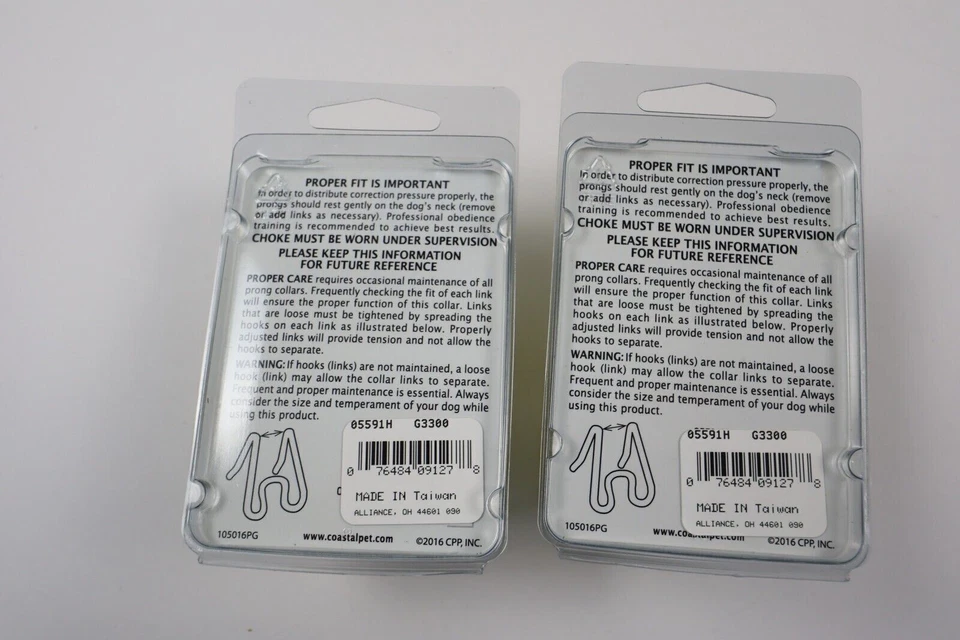 PROPER FIT IS IMPORTANT
In order to distribute correction pressure properly, the
prongs should rest gently on the dog's neck (remove
or add links as necessary). Professional obedience
training is recommended to achieve best results.
CHOKE MUST BE WORN UNDER SUPERVISION
PLEASE KEEP THIS INFORMATION
FOR FUTURE REFERENCE
PROPER CARE requires occasional maintenance of all
prong collars. Frequently checking the fit of each link
will ensure the proper function of this collar. Links
that are loose must be tightened by spreading the
hooks on each link as illustrated below. Properly
adjusted links will provide tension and not allow the
hooks to separate.
WARNING: If hooks (links) are not maintained, a loose
hook (link) may allow the collar links to separate.
Frequent and proper maintenance is essential. Always
consider the size and temperament of your dog while
using this product.
05591H G3300
0 76484 09127 8
MADE IN Taiwan
ALLIANCE, OH 44601 090
105016PG www.coastalpet.com ©2016 CPP, INC.
PROPER FIT IS IMPORTANT
In order to distribute correction pressure properly, the
prongs should rest gently on the dog's neck (remove
or add links as necessary). Professional obedience
training is recommended to achieve best results.
CHOKE MUST BE WORN UNDER SUPERVISION
PLEASE KEEP THIS INFORMATION
FOR FUTURE REFERENCE
PROPER CARE requires occasional maintenance of all
prong collars. Frequently checking the fit of each link
will ensure the proper function of this collar. Links
that are loose must be tightened by spreading the
hooks on each link as illustrated below. Properly
adjusted links will provide tension and not allow the
hooks to separate.
WARNING: If hooks (links) are not maintained, a loose
hook (link) may allow the collar links to separate.
Frequent and proper maintenance is essential. Always
consider the size and temperament of your dog while
using this product.
05591H G3300
0 76484 09127 8
MADE IN Taiwan
ALLIANCE, OH 44601 090
105016PG www.coastalpet.com ©2016 CPP, INC.